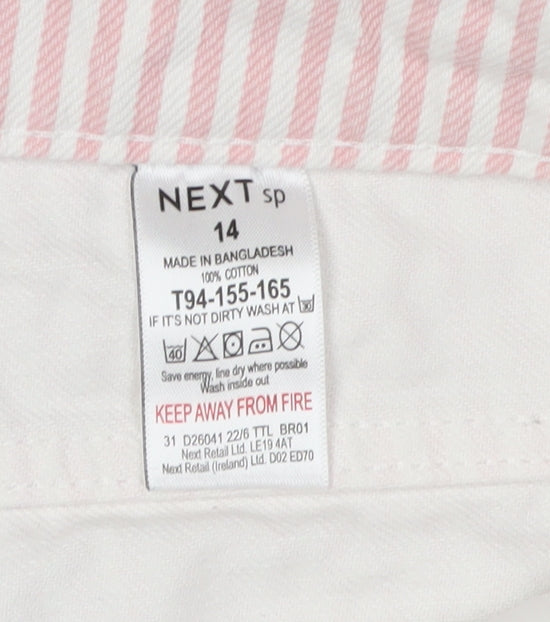 NEXT sp
14
MADE IN BANGLADESH
100% COTTON
T94-155-165
IF IT'S NOT DIRTY WASH AT 30
40
Save energy, line dry where possible
Wash inside out
KEEP AWAY FROM FIRE
31 D26041 22/6 TTL BR01
Next Retail Ltd. LE19 4AT
Next Retail (Ireland) Ltd. D02 ED70